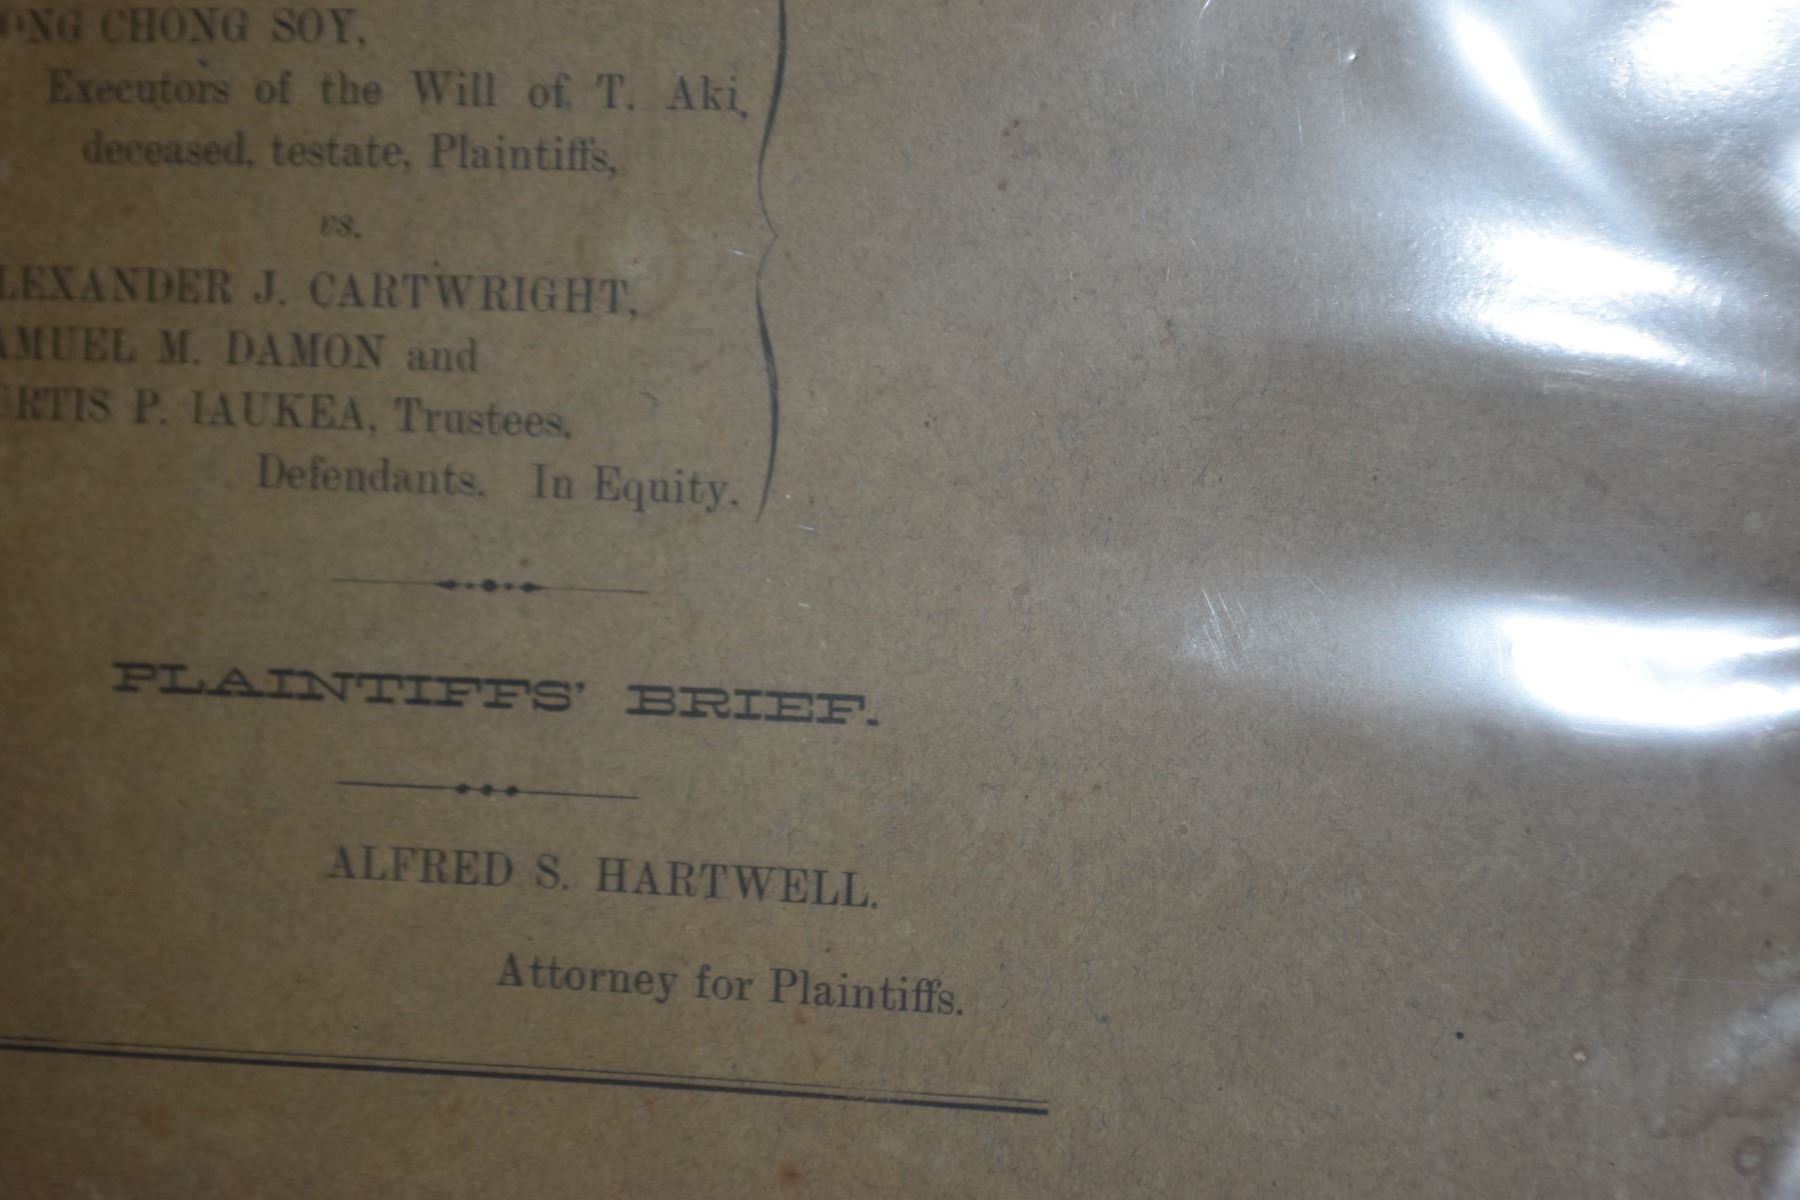 ONG CHONG SOY,
Executors of the Will of T. Aki,
deceased, testate, Plaintiffs,
vs.
LEXANDER J. CARTWRIGHT,
AMUEL M. DAMON and
URTIS P. IAUKEA, Trustees,
Defendants. In Equity.
PLAINTIFFS' BRIEF.
ALFRED S. HARTWELL.
Attorney for Plaintiffs.